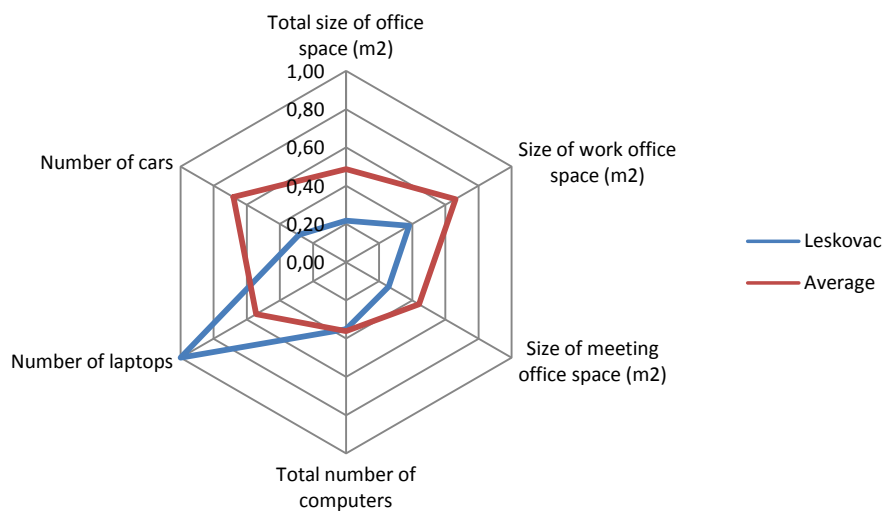 Total size of office
space (m2)
1,00
0,80
0,60
0,40
0,20
0,00
Number of cars
Size of work office
space (m2)
Leskovac
Average
Number of laptops
Size of meeting
office space (m2)
Total number of
computers